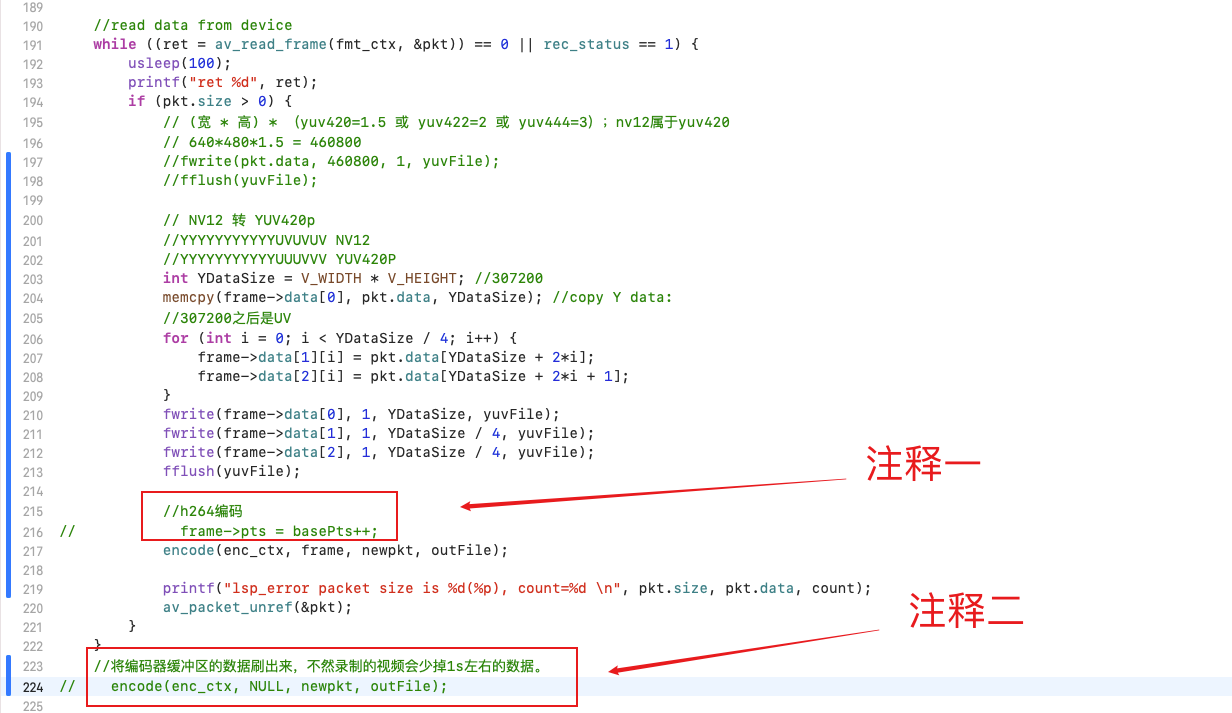 189
190 //read data from device
191 while ((ret = av_read_frame(fmt_ctx, &pkt)) == 0 || rec_status == 1) {
192 usleep(100);
193 printf("ret %d", ret);
194 if (pkt.size > 0) {
195 // (宽 * 高) * （yuv420=1.5 或 yuv422=2 或 yuv444=3）；nv12属于yuv420
196 // 640*480*1.5 = 460800
197 //fwrite(pkt.data, 460800, 1, yuvFile);
198 //fflush(yuvFile);
199
200 // NV12 转 YUV420p
201 //YYYYYYYYYYYUVUVUV NV12
202 //YYYYYYYYYYYUUUVVV YUV420P
203 int YDataSize = V_WIDTH * V_HEIGHT; //307200
204 memcpy(frame->data[0], pkt.data, YDataSize); //copy Y data:
205 //307200之后是UV
206 for (int i = 0; i < YDataSize / 4; i++) {
207 frame->data[1][i] = pkt.data[YDataSize + 2*i];
208 frame->data[2][i] = pkt.data[YDataSize + 2*i + 1];
209 }
210 fwrite(frame->data[0], 1, YDataSize, yuvFile);
211 fwrite(frame->data[1], 1, YDataSize / 4, yuvFile);
212 fwrite(frame->data[2], 1, YDataSize / 4, yuvFile);
213 fflush(yuvFile);
注释一
214
215 //h264编码
216 // frame->pts = basePts++;
217 encode(enc_ctx, frame, newpkt, outFile);
218
219 printf("lsp_error packet size is %d(%p), count=%d \n", pkt.size, pkt.data, count);
220 av_packet_unref(&pkt);
注释二
221 }
222 }
223 //将编码器缓冲区的数据刷出来，不然录制的视频会少掉1s左右的数据。
224 // encode(enc_ctx, NULL, newpkt, outFile);
225